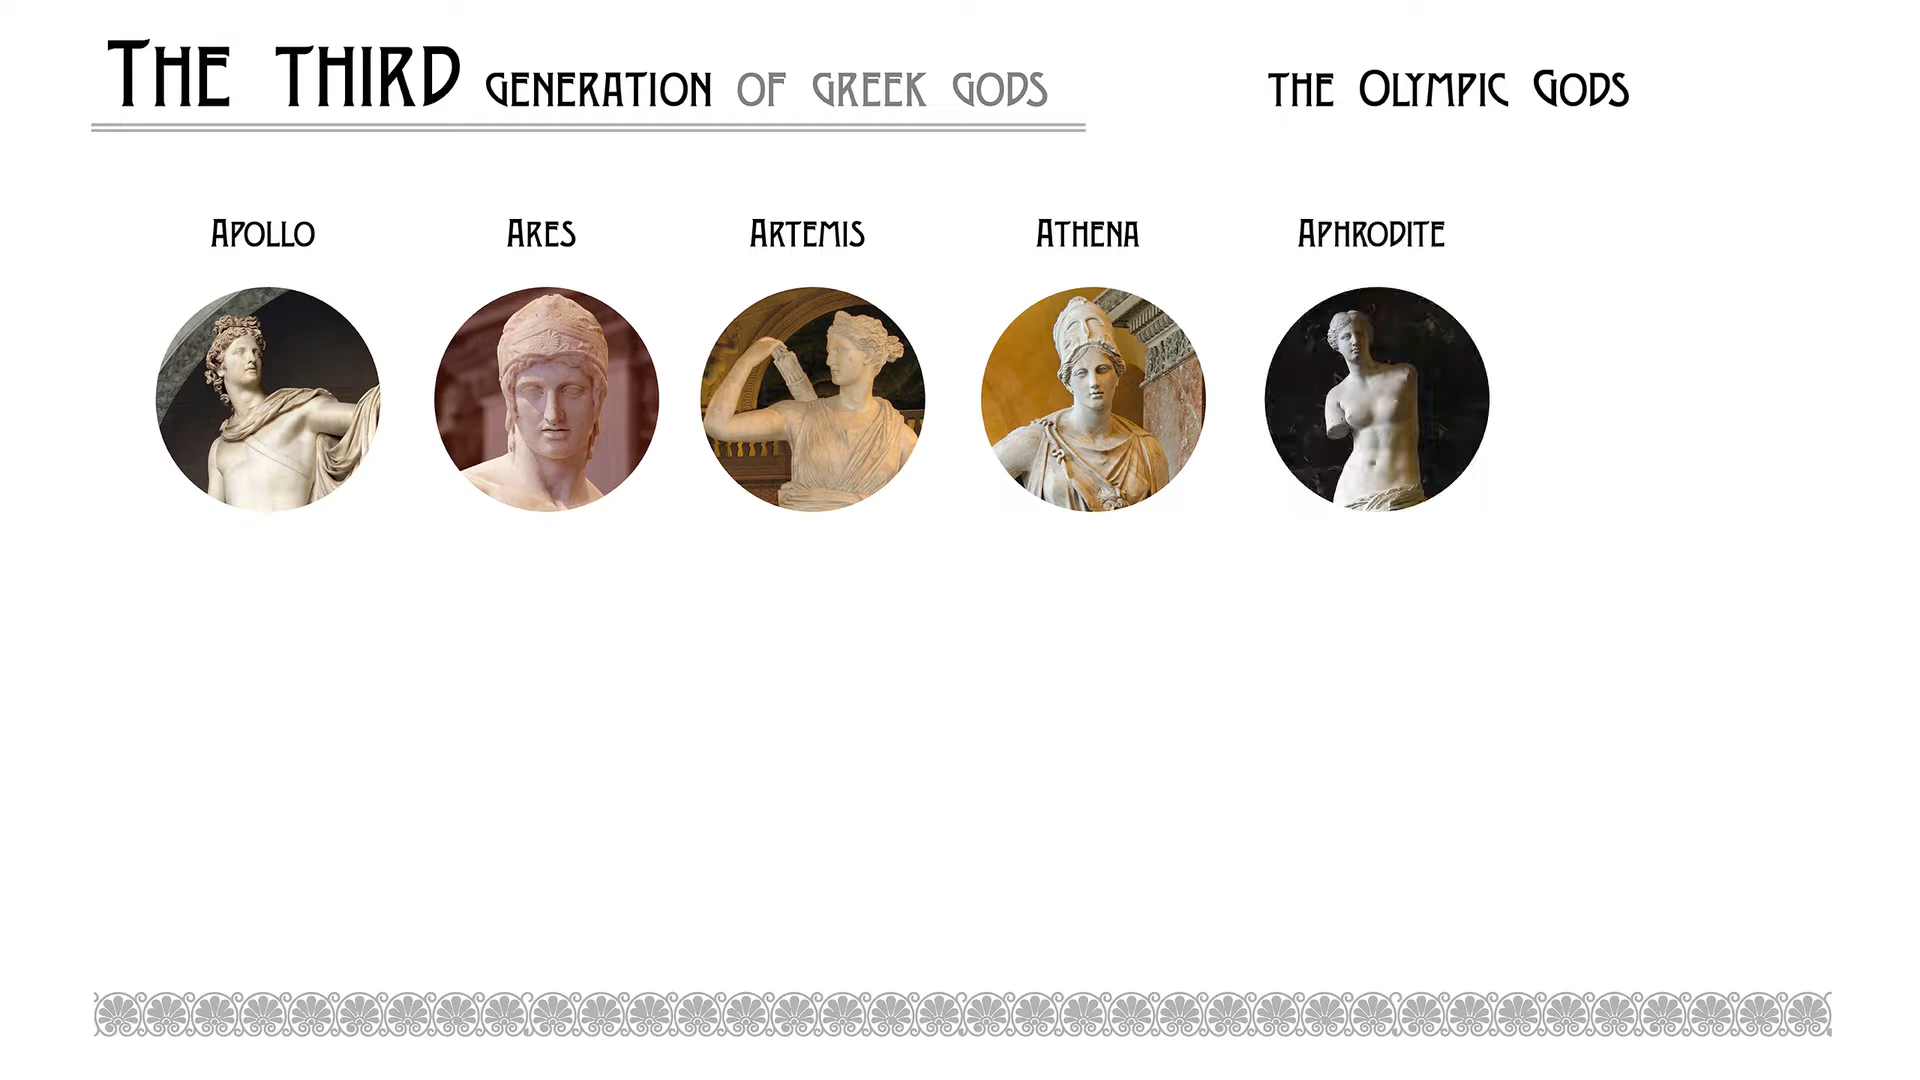 The third generation of greek gods
the Olympic Gods
Apollo
Ares
Artemis
Athena
Aphrodite